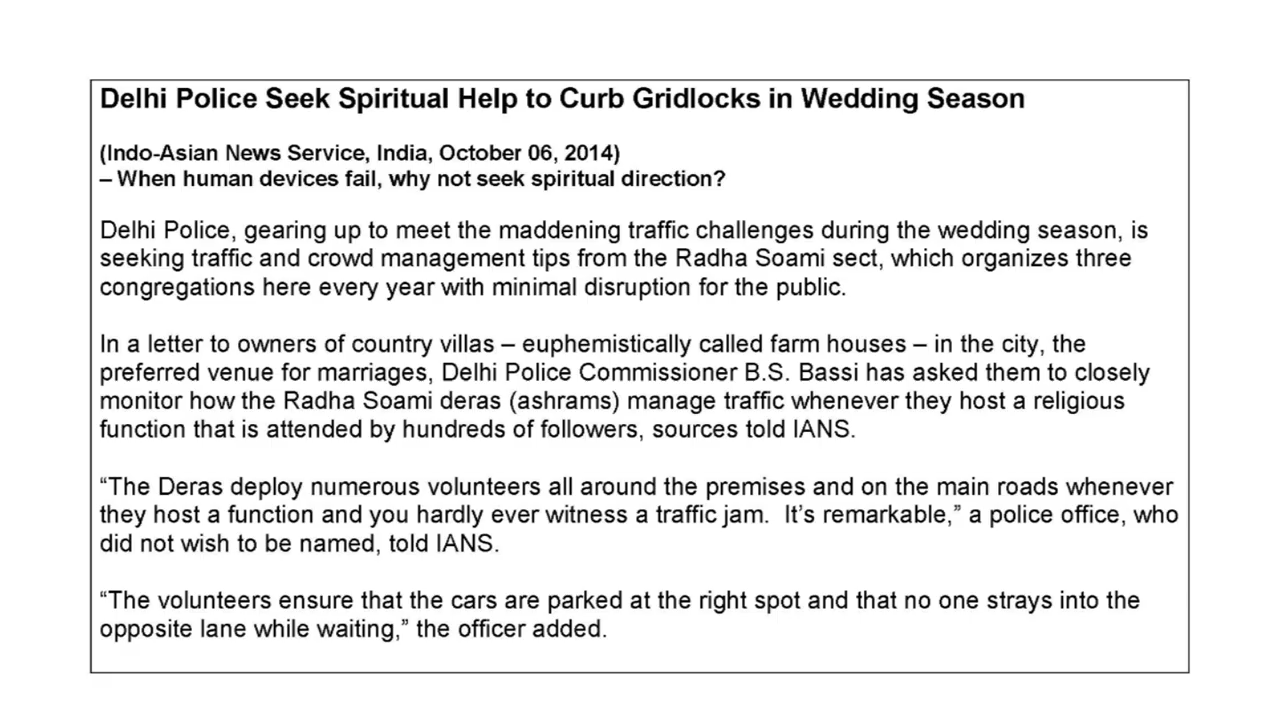 Delhi Police Seek Spiritual Help to Curb Gridlocks in Wedding Season
(Indo-Asian News Service, India, October 06, 2014)
– When human devices fail, why not seek spiritual direction?
Delhi Police, gearing up to meet the maddening traffic challenges during the wedding season, is
seeking traffic and crowd management tips from the Radha Soami sect, which organizes three
congregations here every year with minimal disruption for the public.
In a letter to owners of country villas – euphemistically called farm houses – in the city, the
preferred venue for marriages, Delhi Police Commissioner B.S. Bassi has asked them to closely
monitor how the Radha Soami deras (ashrams) manage traffic whenever they host a religious
function that is attended by hundreds of followers, sources told IANS.
“The Deras deploy numerous volunteers all around the premises and on the main roads whenever
they host a function and you hardly ever witness a traffic jam.  It’s remarkable,” a police office, who
did not wish to be named, told IANS.
“The volunteers ensure that the cars are parked at the right spot and that no one strays into the
opposite lane while waiting,” the officer added.